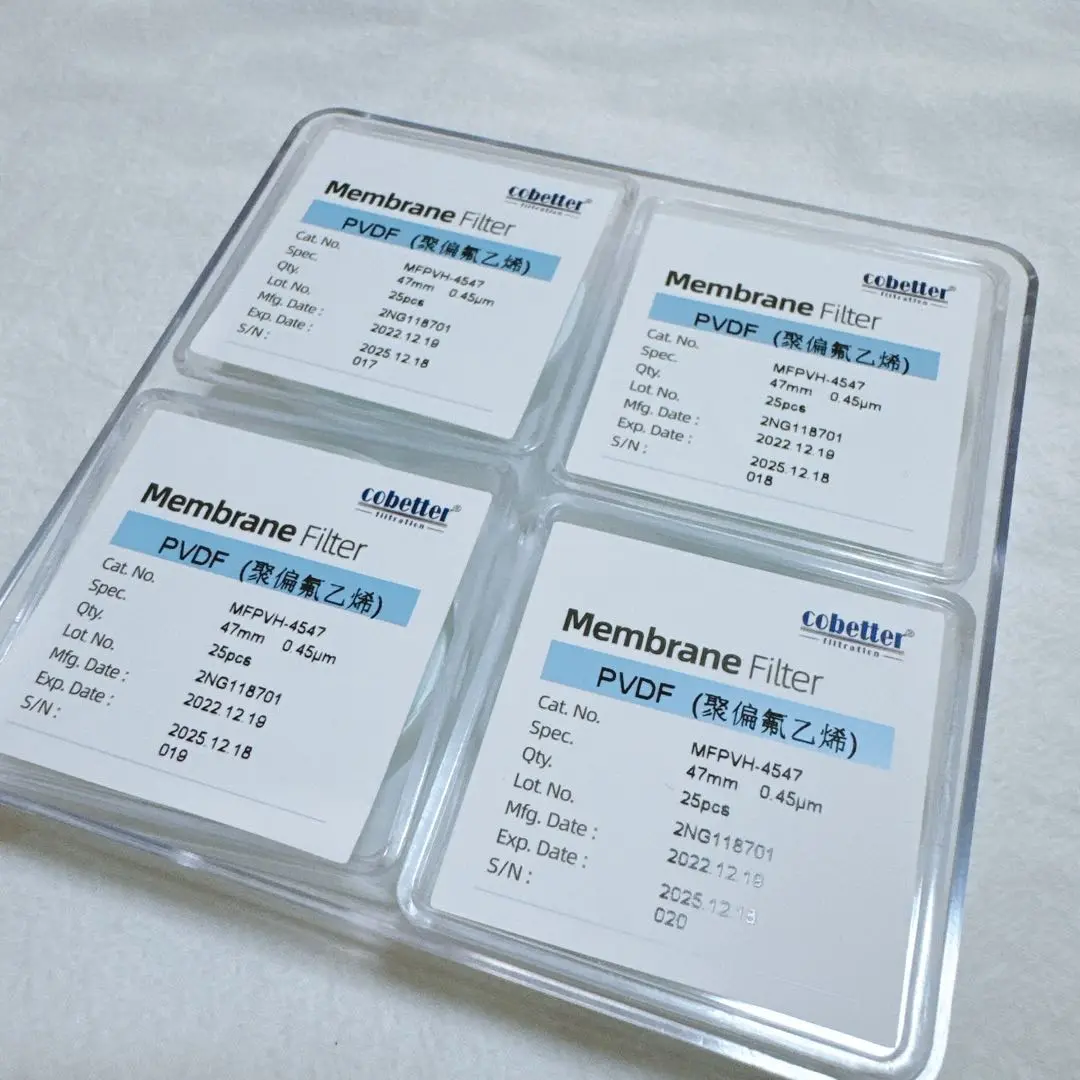 cobetter®
filtration
Membrane Filter
PVDF (聚偏氟乙烯)
Cat. No. MFPVH-4547
Spec. 47mm 0.45μm
Qty. 25pcs
Lot No. 2NG118701
Mfg. Date : 2022.12.19
Exp. Date : 2025.12.18
S/N : 017
cobetter®
filtration
Membrane Filter
PVDF (聚偏氟乙烯)
Cat. No. MFPVH-4547
Spec. 47mm 0.45μm
Qty. 25pcs
Lot No. 2NG118701
Mfg. Date : 2022.12.19
Exp. Date : 2025.12.18
S/N : 018
cobetter®
filtration
Membrane Filter
PVDF (聚偏氟乙烯)
Cat. No. MFPVH-4547
Spec. 47mm 0.45μm
Qty. 25pcs
Lot No. 2NG118701
Mfg. Date : 2022.12.19
Exp. Date : 2025.12.18
S/N : 019
cobetter®
filtration
Membrane Filter
PVDF (聚偏氟乙烯)
Cat. No. MFPVH-4547
Spec. 47mm 0.45μm
Qty. 25pcs
Lot No. 2NG118701
Mfg. Date : 2022.12.19
Exp. Date : 2025.12.18
S/N : 020